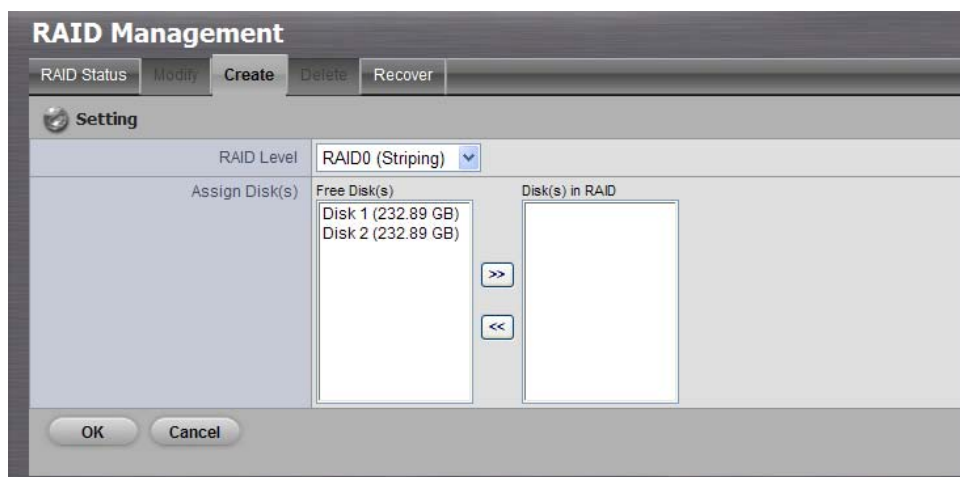 RAID Management
RAID Status Modify Create Delete Recover
Setting
RAID Level RAID0 (Striping)
Assign Disk(s) Free Disk(s) Disk(s) in RAID
Disk 1 (232.89 GB)
Disk 2 (232.89 GB)
>>
<<
OK Cancel